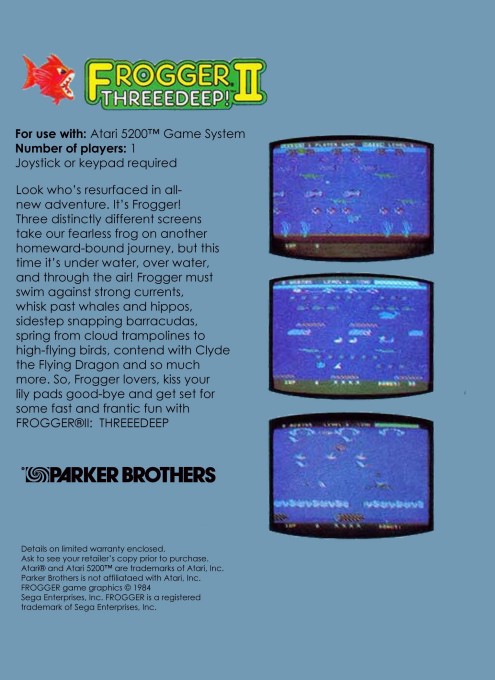 FROGGER II
THREEEDEEP!
For use with: Atari 5200™ Game System
Number of players: 1
Joystick or keypad required
Look who's resurfaced in all-
new adventure. It's Frogger!
Three distinctly different screens
take our fearless frog on another
homeward-bound journey, but this
time it's under water, over water,
and through the air! Frogger must
swim against strong currents,
whisk past whales and hippos,
sidestep snapping barracudas,
spring from cloud trampolines to
high-flying birds, contend with Clyde
the Flying Dragon and so much
more. So, Frogger lovers, kiss your
lily pads good-bye and get set for
some fast and frantic fun with
FROGGER®II: THREEEDEEP
PARKER BROTHERS
Details on limited warranty enclosed.
Ask to see your retailer's copy prior to purchase.
Atari® and Atari 5200™ are trademarks of Atari, Inc.
Parker Brothers is not affiliataed with Atari, Inc.
FROGGER game graphics © 1984
Sega Enterprises, Inc. FROGGER is a registered
trademark of Sega Enterprises, Inc.